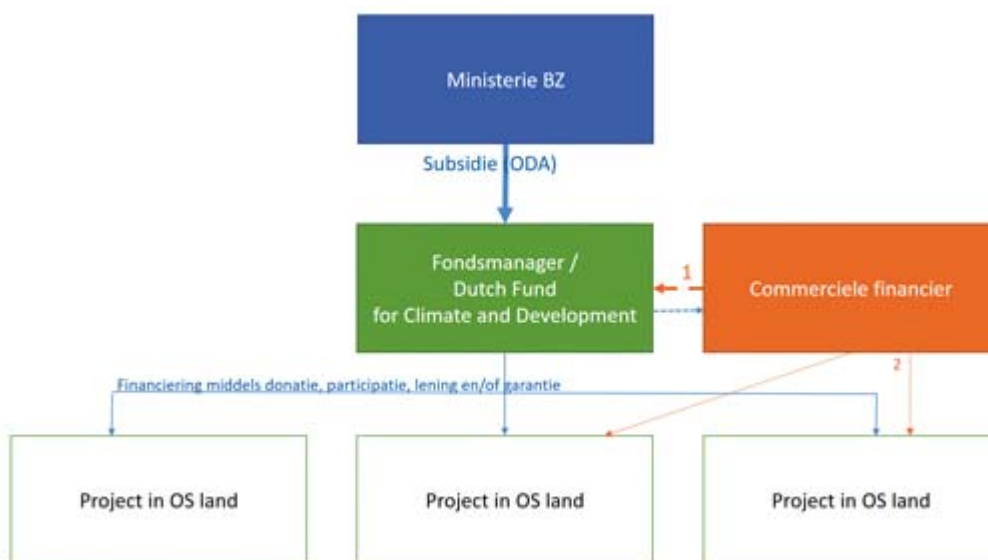 Ministerie BZ
Subsidie (ODA)
Fondsmanager /
Dutch Fund
for Climate and Development
1
Commerciele financier
2
Financiering middels donatie, participatie, lening en/of garantie
Project in OS land
Project in OS land
Project in OS land